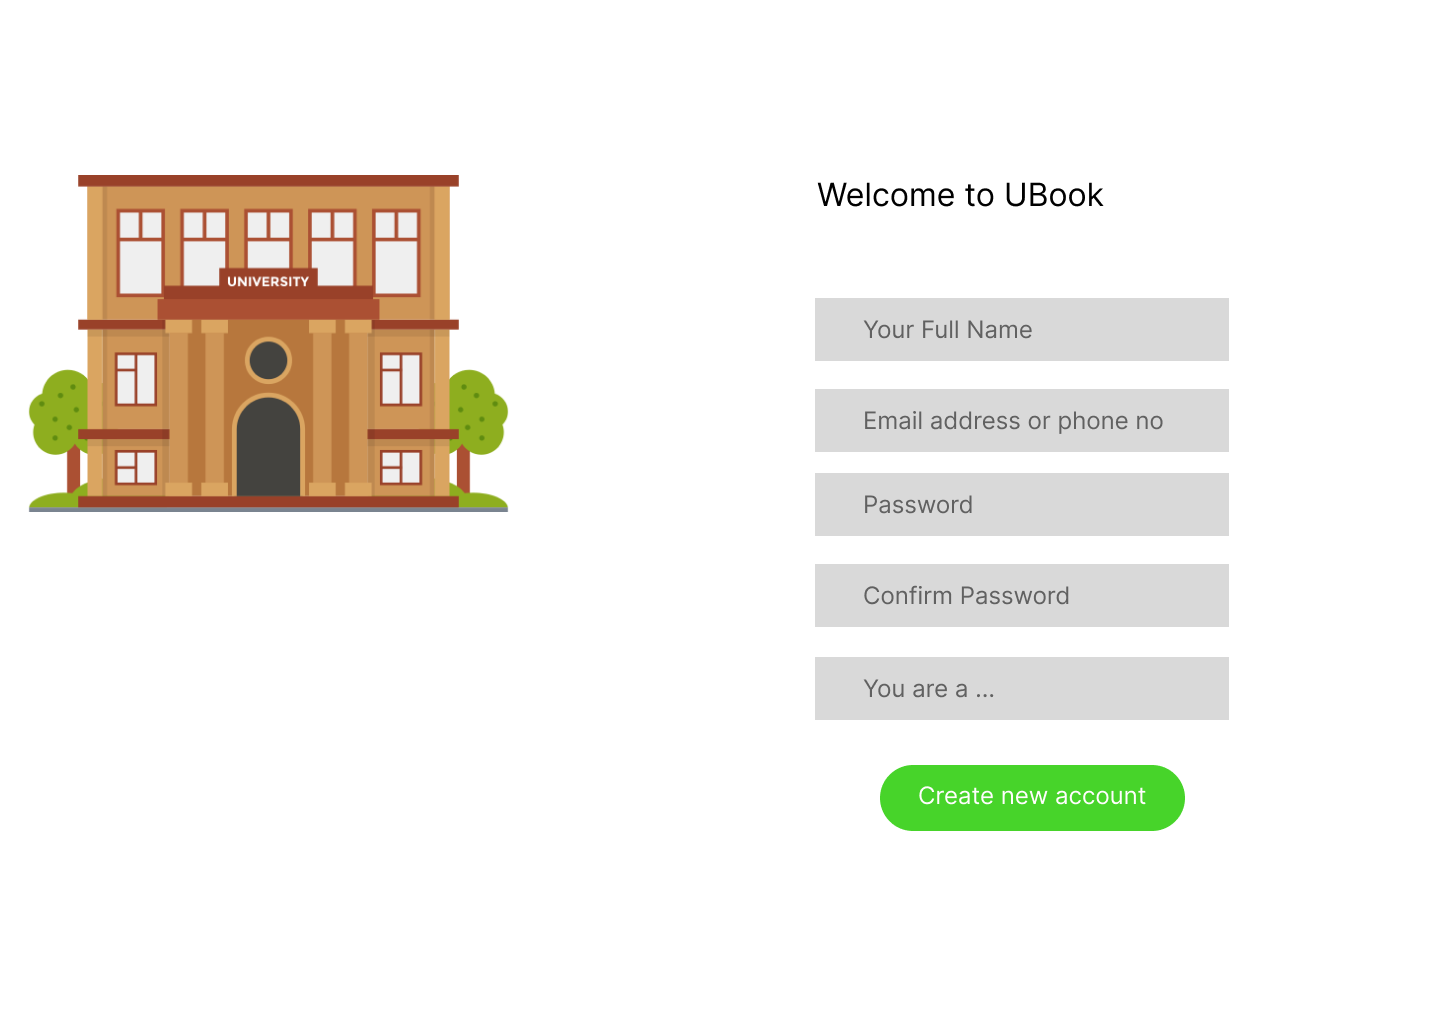 UNIVERSITY
Welcome to UBook
Your Full Name
Email address or phone no
Password
Confirm Password
You are a ...
Create new account